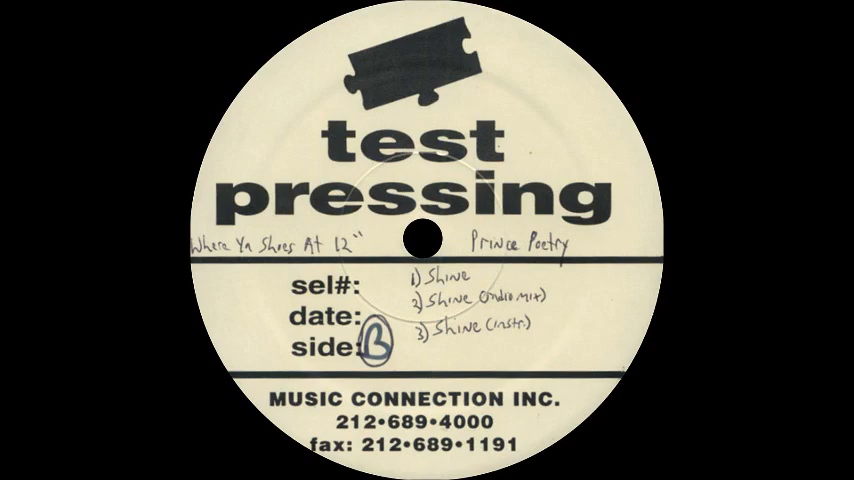 test
pressing
Where Ya Shoes At 12" Prince Poetry
sel#: 1) Shine
date: 2) Shine (radio mix)
side: B 3) Shine (instr.)
MUSIC CONNECTION INC.
212•689•4000
fax: 212•689•1191